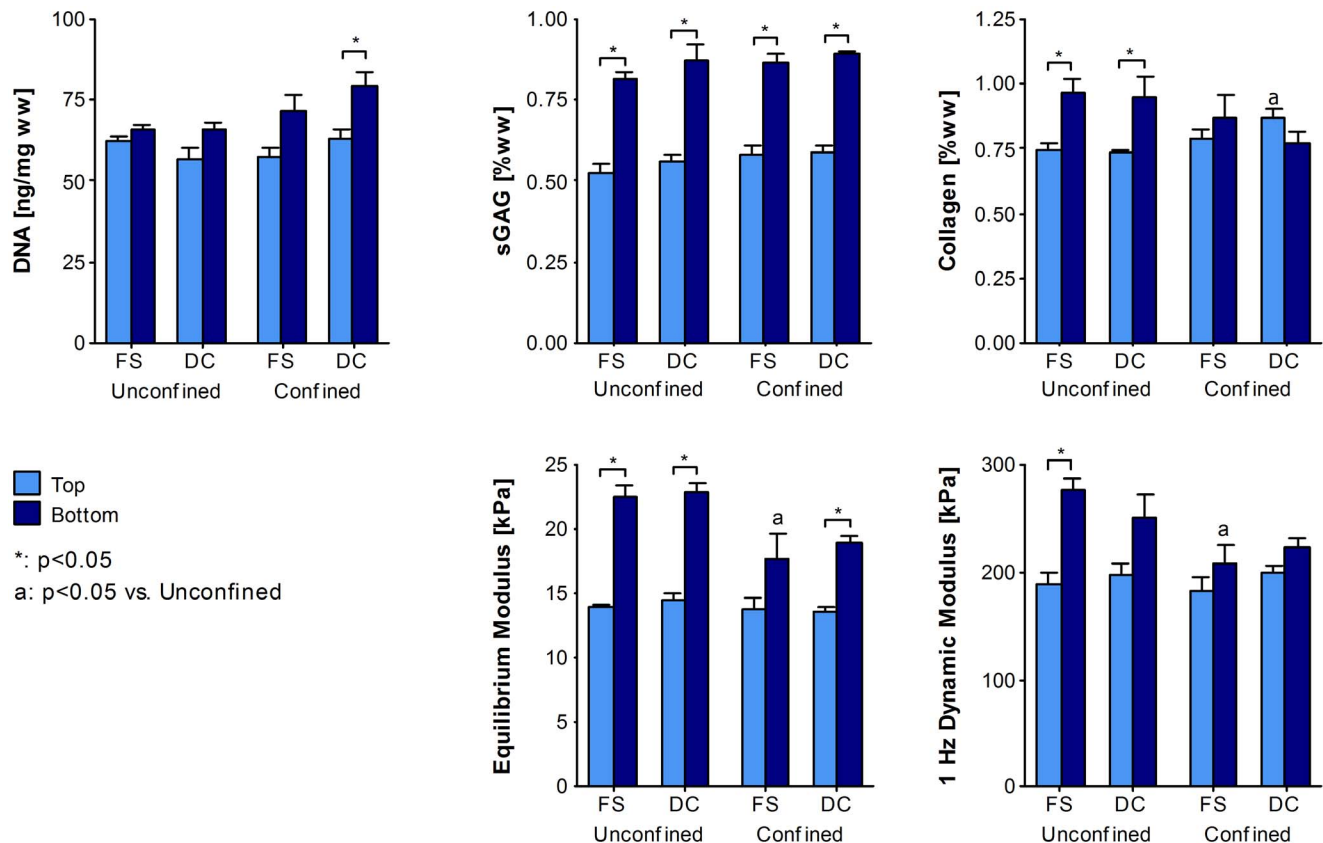 DNA [ng/mg ww]
100
75
50
25
0
*
FS DC FS DC
Unconfined Confined
sGAG [%ww]
1.00
0.75
0.50
0.25
0.00
* * * *
FS DC FS DC
Unconfined Confined
Collagen [%ww]
1.25
1.00
0.75
0.50
0.25
0.00
* * a
FS DC FS DC
Unconfined Confined
Top
Bottom
*: p<0.05
a: p<0.05 vs. Unconfined
Equilibrium Modulus [kPa]
25
20
15
10
5
0
* * a *
FS DC FS DC
Unconfined Confined
1 Hz Dynamic Modulus [kPa]
300
200
100
0
* a
FS DC FS DC
Unconfined Confined